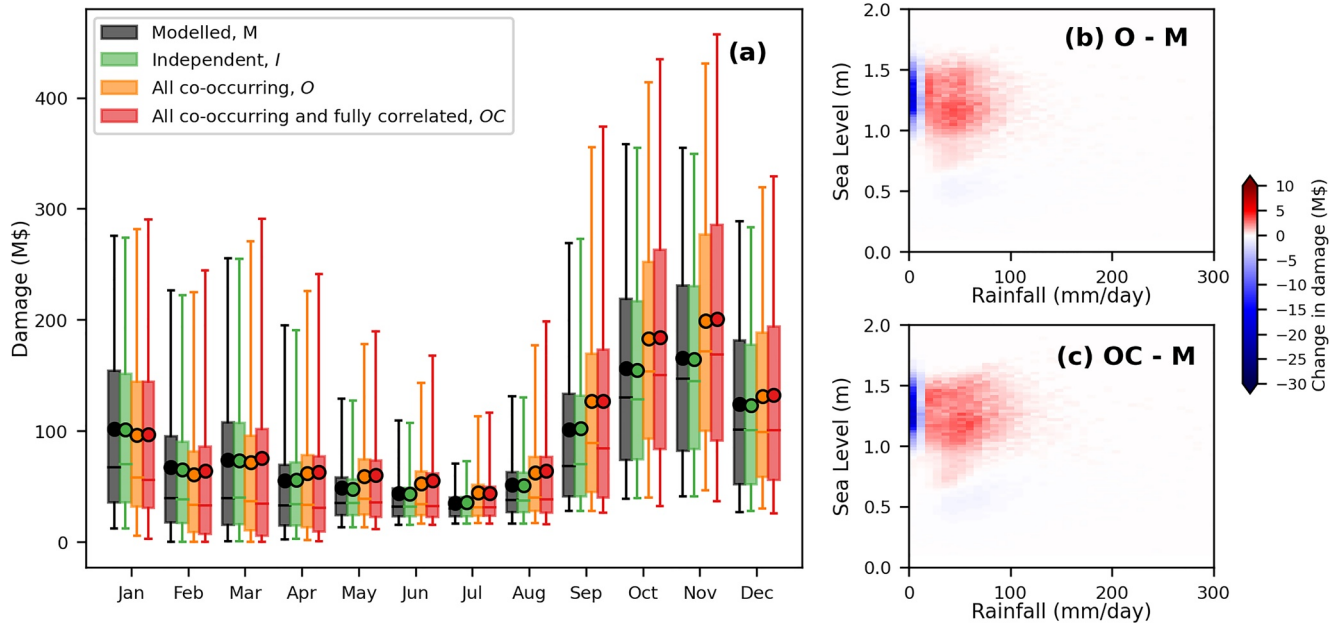 Modelled, M
Independent, I
All co-occurring, O
All co-occurring and fully correlated, OC
(a)
Damage (M$)
400
300
200
100
0
Jan Feb Mar Apr May Jun Jul Aug Sep Oct Nov Dec
(b) O - M
Sea Level (m)
2.0
1.5
1.0
0.5
0.0
0 100 200 300
Rainfall (mm/day)
(c) OC - M
Sea Level (m)
2.0
1.5
1.0
0.5
0.0
0 100 200 300
Rainfall (mm/day)
10
5
0
−5
−10
−15
−20
−25
−30
Change in damage (M$)